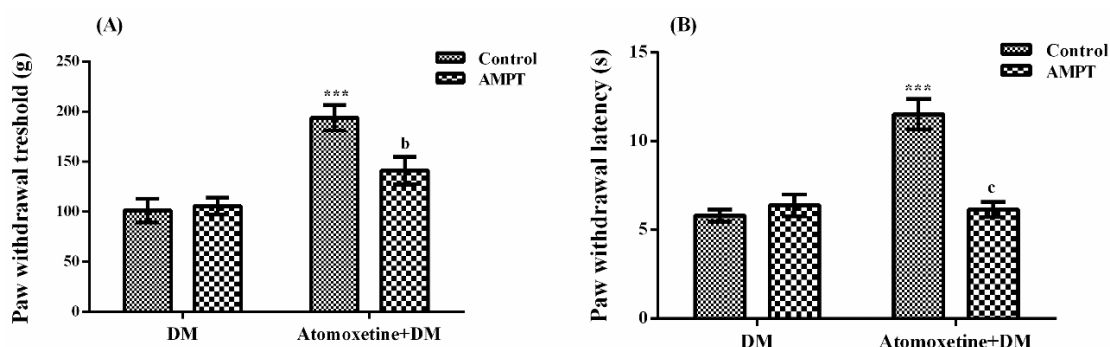 (A)
Paw withdrawal treshold (g)
250
200
150
100
50
0
Control
AMPT
***
b
DM
Atomoxetine+DM
(B)
Paw withdrawal latency (s)
15
10
5
0
Control
AMPT
***
c
DM
Atomoxetine+DM